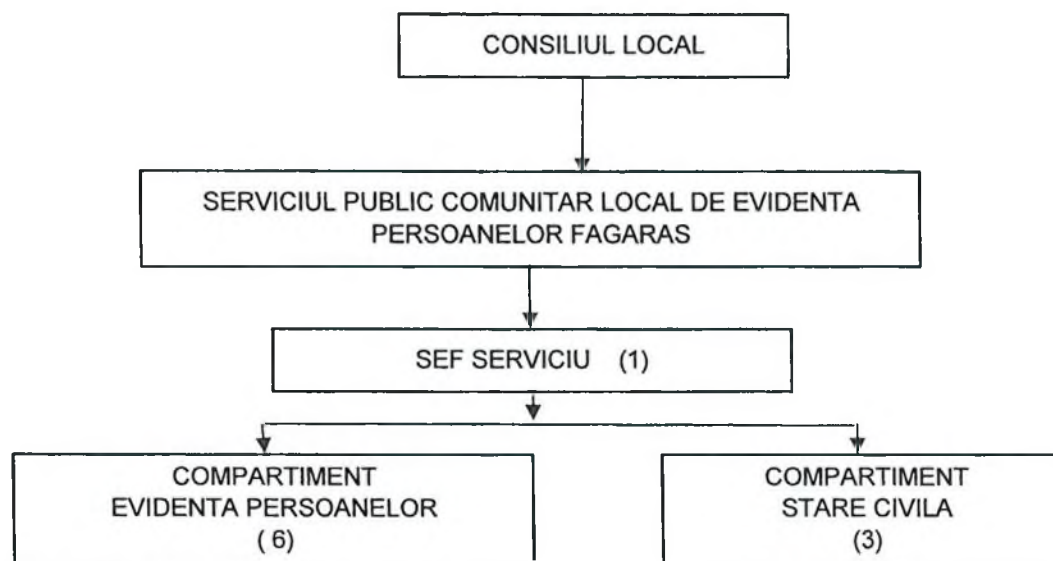 CONSILIUL LOCAL
SERVICIUL PUBLIC COMUNITAR LOCAL DE EVIDENTA
PERSOANELOR FAGARAS
SEF SERVICIU (1)
COMPARTIMENT
EVIDENTA PERSOANELOR
( 6)
COMPARTIMENT
STARE CIVILA
(3)